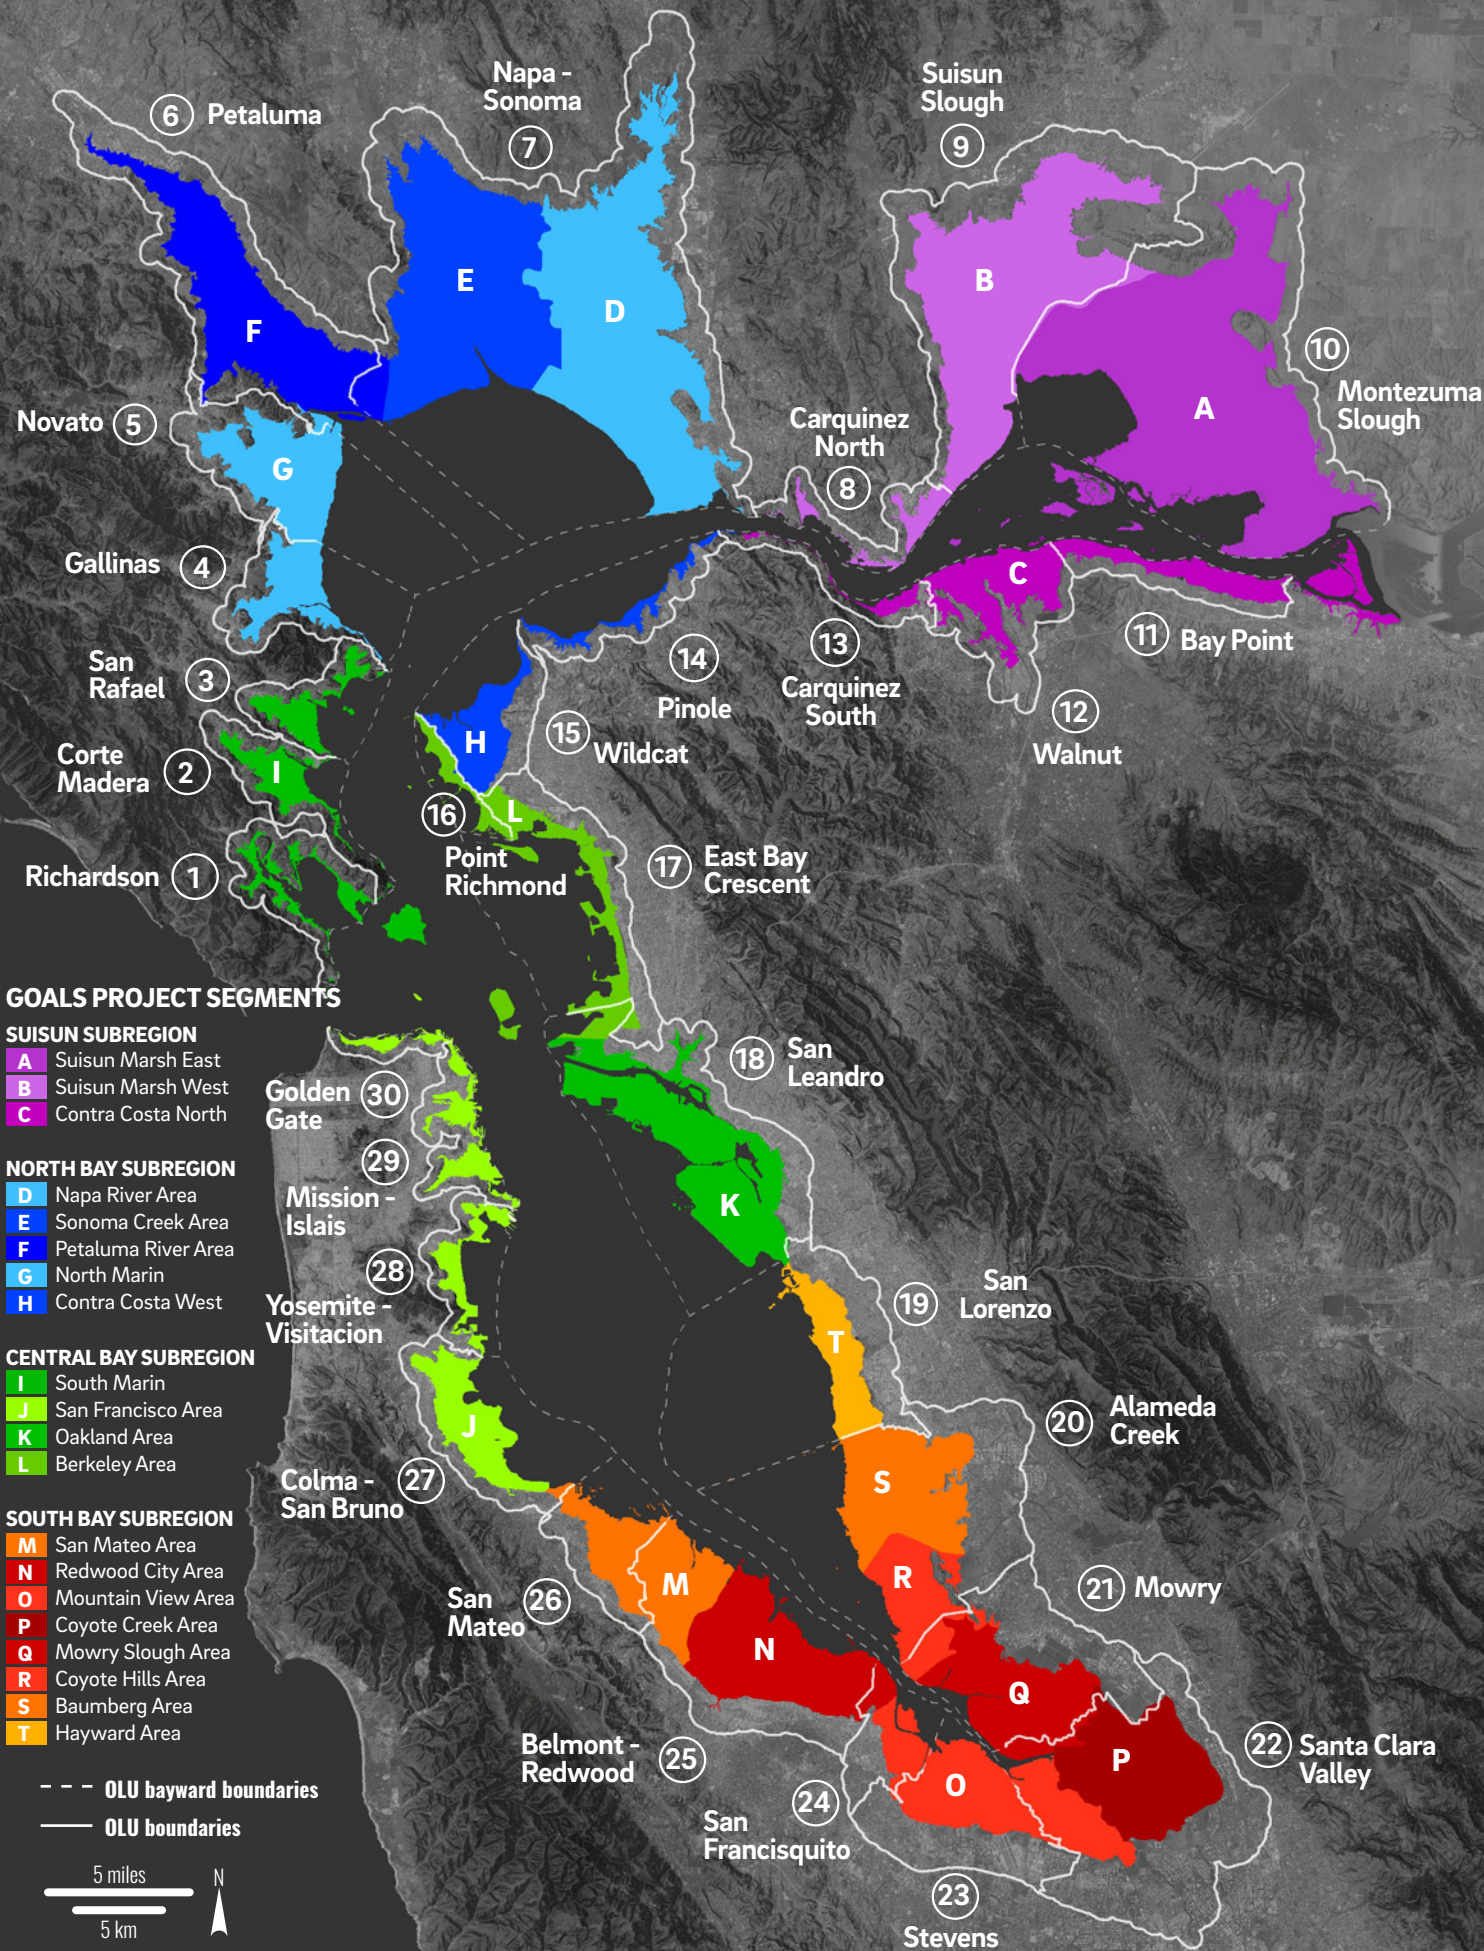 Napa -
Sonoma
7
6 Petaluma
Suisun
Slough
9
E
D
F
B
A
10
Montezuma
Slough
Novato 5
G
Carquinez
North
8
Gallinas 4
C
11 Bay Point
San
Rafael 3
14
Pinole
13
Carquinez
South
12
Walnut
Corte
Madera 2
I
H
15 Wildcat
16
L
Point
Richmond
17 East Bay
Crescent
Richardson 1
18 San
Leandro
Golden
Gate 30
29
Mission -
Islais
K
28
Yosemite -
Visitacion
19 San
Lorenzo
T
J
20 Alameda
Creek
Colma -
San Bruno 27
S
R
21 Mowry
San
Mateo 26
M
N
Q
P
O
Belmont -
Redwood 25
22 Santa Clara
Valley
24
San
Francisquito
23
Stevens
GOALS PROJECT SEGMENTS
SUISUN SUBREGION
A Suisun Marsh East
B Suisun Marsh West
C Contra Costa North
NORTH BAY SUBREGION
D Napa River Area
E Sonoma Creek Area
F Petaluma River Area
G North Marin
H Contra Costa West
CENTRAL BAY SUBREGION
I South Marin
J San Francisco Area
K Oakland Area
L Berkeley Area
SOUTH BAY SUBREGION
M San Mateo Area
N Redwood City Area
O Mountain View Area
P Coyote Creek Area
Q Mowry Slough Area
R Coyote Hills Area
S Baumberg Area
T Hayward Area
OLU bayward boundaries
OLU boundaries
5 miles
5 km
N